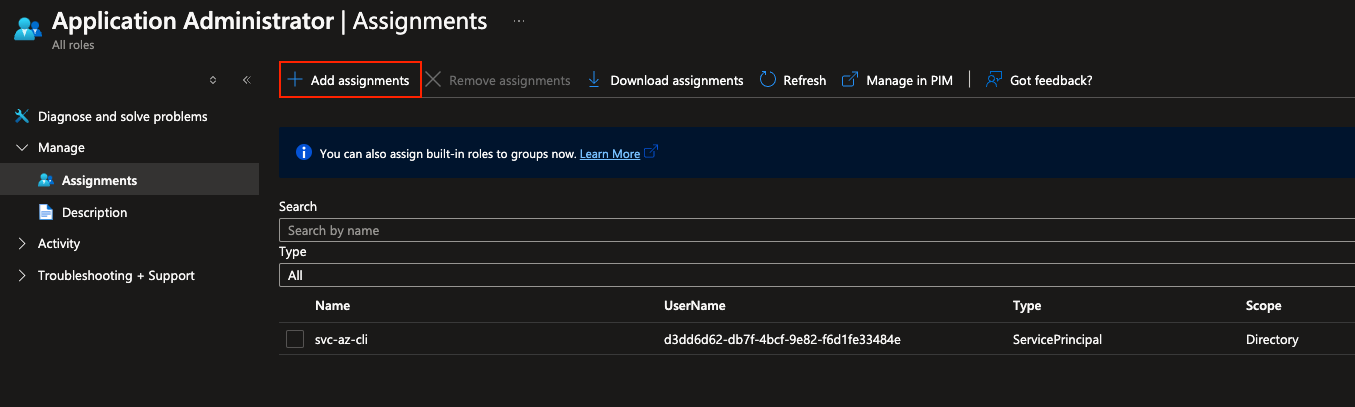 Application Administrator | Assignments ...
All roles
Add assignments Remove assignments Download assignments Refresh Manage in PIM Got feedback?
Diagnose and solve problems
Manage
Assignments
Description
Activity
Troubleshooting + Support
You can also assign built-in roles to groups now. Learn More
Search
Search by name
Type
All
Name UserName Type Scope
svc-az-cli d3dd6d62-db7f-4bcf-9e82-f6d1fe33484e ServicePrincipal Directory